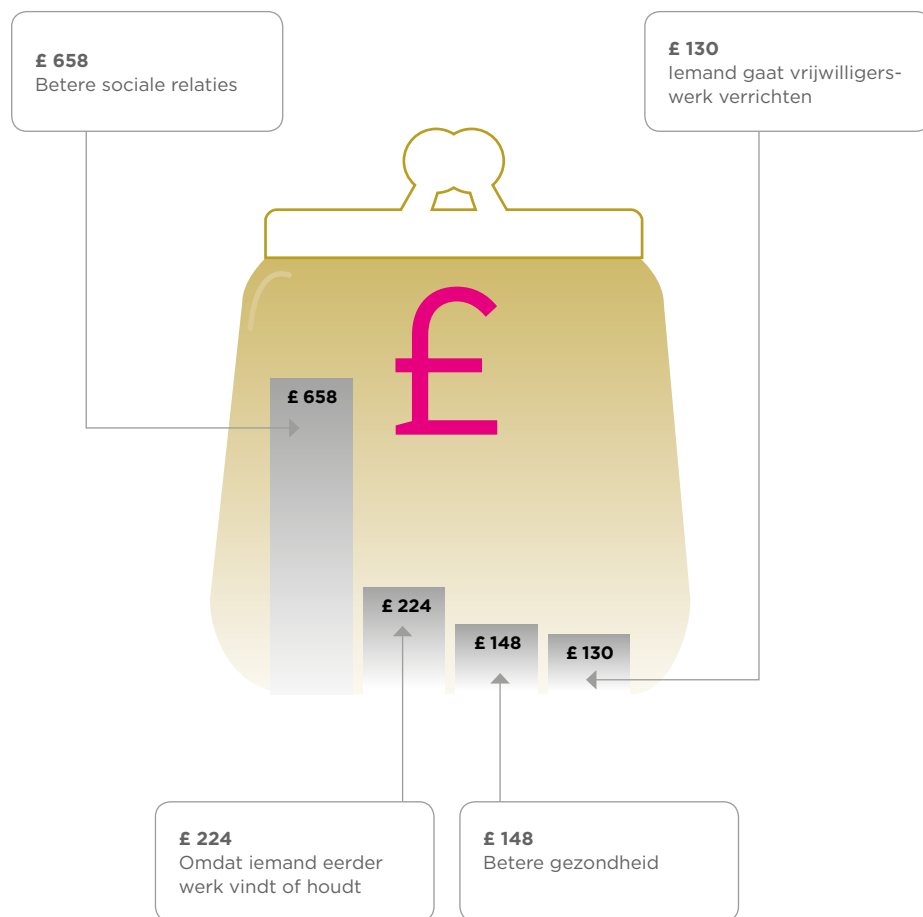 £ 658
Betere sociale relaties
£ 130
Iemand gaat vrijwilligers-
werk verrichten
£
£ 658
£ 224
£ 148
£ 130
£ 224
Omdat iemand eerder
werk vindt of houdt
£ 148
Betere gezondheid